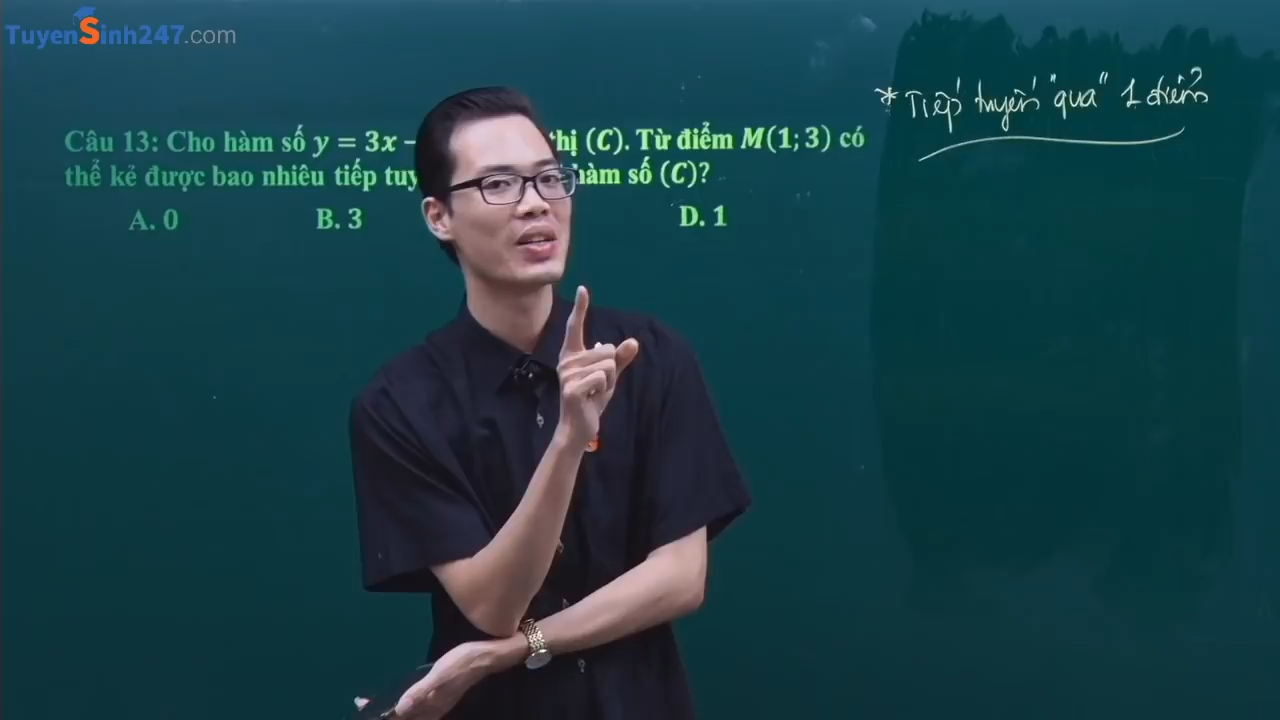 TuyenSinh247.com
* Tiếp tuyến "qua" 1 điểm
Câu 13: Cho hàm số y = 3x − thị (C). Từ điểm M(1; 3) có
thể kẻ được bao nhiêu tiếp tuy hàm số (C)?
A. 0 B. 3 D. 1